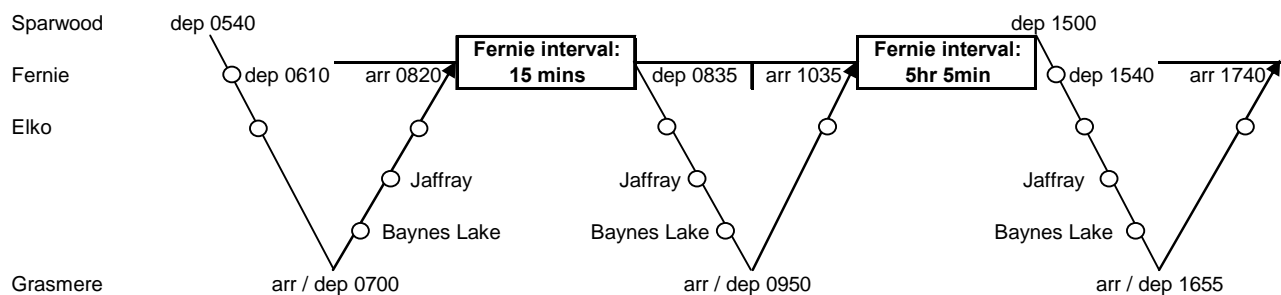 Sparwood dep 0540 dep 1500
Fernie interval: Fernie interval:
Fernie dep 0610 arr 0820 15 mins dep 0835 arr 1035 5hr 5min dep 1540 arr 1740
Elko
Jaffray Jaffray Jaffray
Baynes Lake Baynes Lake Baynes Lake
Grasmere arr / dep 0700 arr / dep 0950 arr / dep 1655